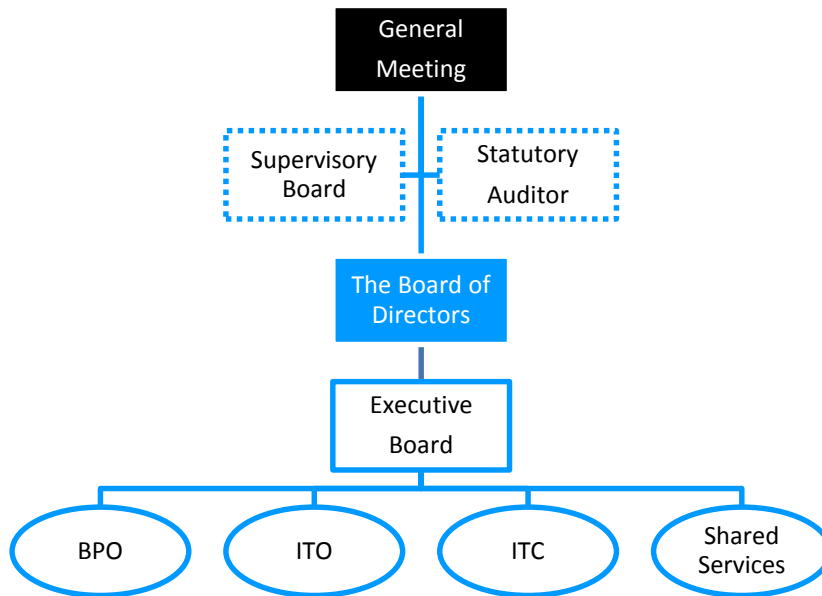 General
Meeting
Supervisory
Board
Statutory
Auditor
The Board of
Directors
Executive
Board
BPO
ITO
ITC
Shared
Services